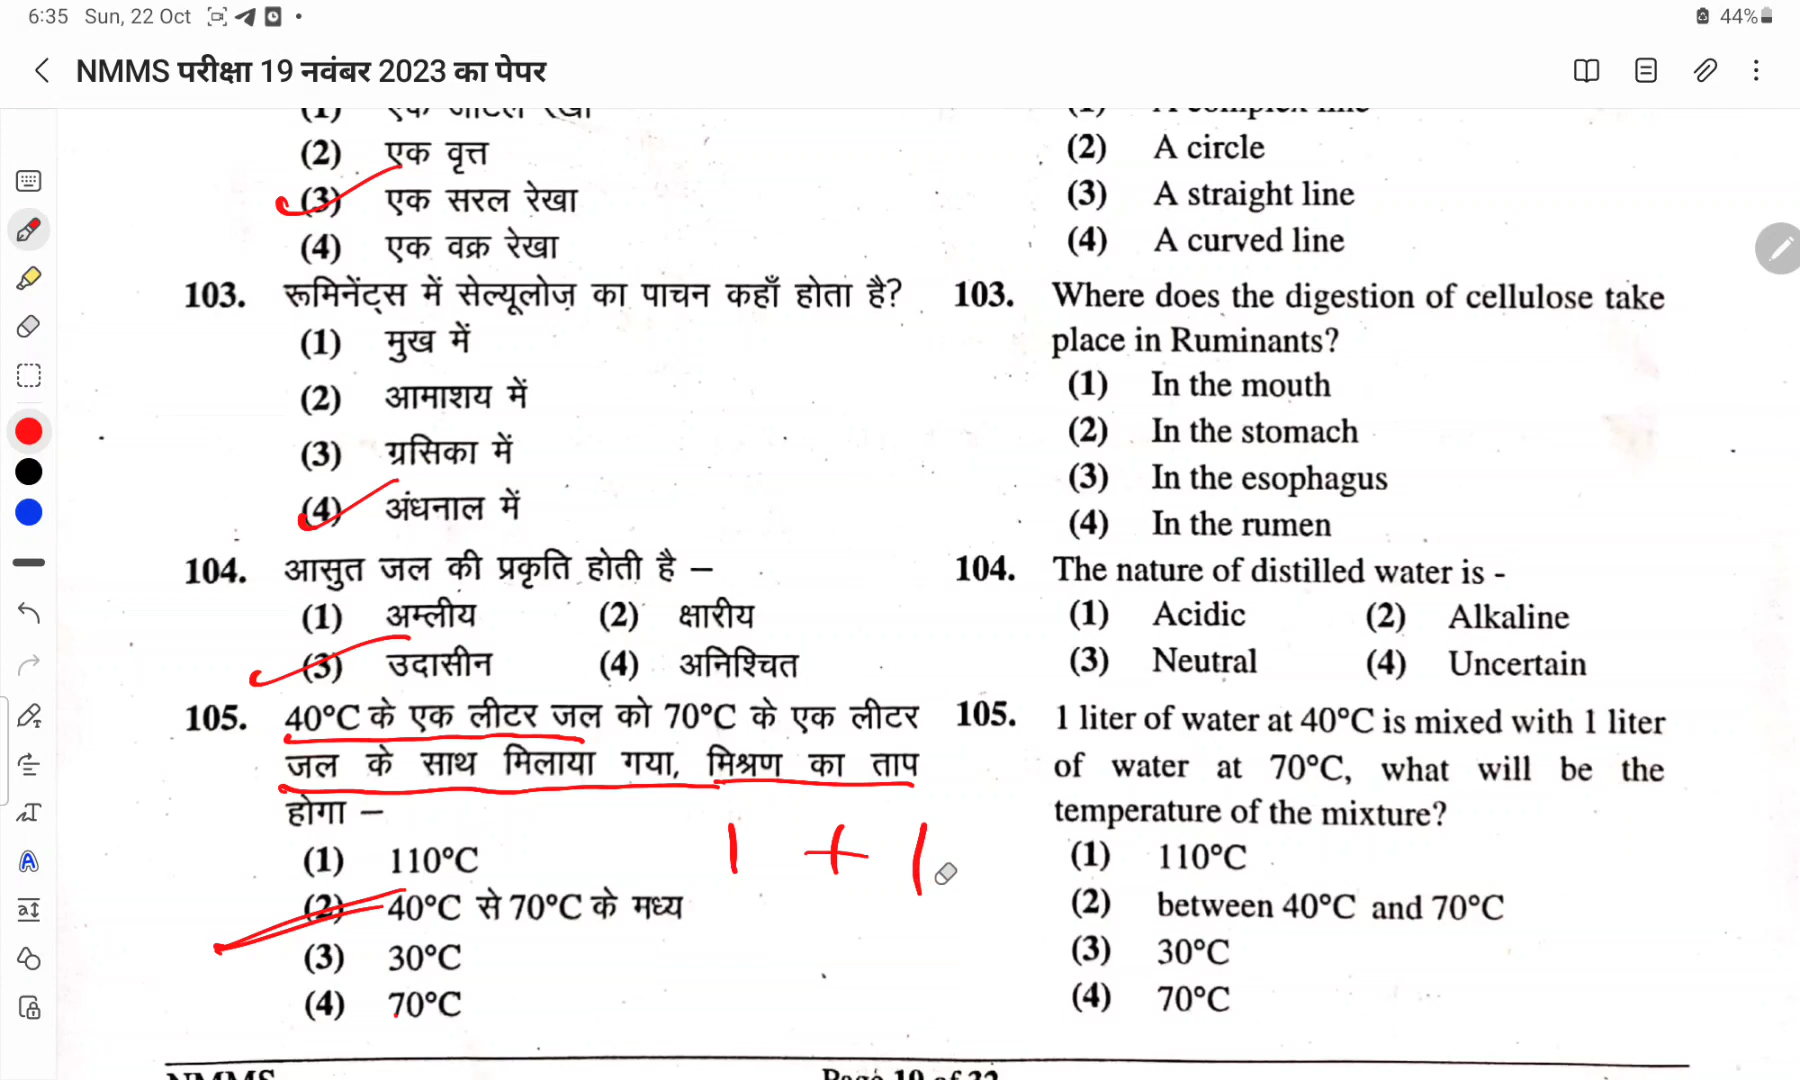 6:35 Sun, 22 Oct
44%
NMMS परीक्षा 19 नवंबर 2023 का पेपर
(2) एक वृत्त
(3) एक सरल रेखा
(4) एक वक्र रेखा
103. रूमिनेंट्स में सेल्यूलोज़ का पाचन कहाँ होता है?
(1) मुख में
(2) आमाशय में
(3) ग्रसिका में
(4) अंधनाल में
104. आसुत जल की प्रकृति होती है –
(1) अम्लीय (2) क्षारीय
(3) उदासीन (4) अनिश्चित
105. 40°C के एक लीटर जल को 70°C के एक लीटर
जल के साथ मिलाया गया, मिश्रण का ताप
होगा –
(1) 110°C
(2) 40°C से 70°C के मध्य
(3) 30°C
(4) 70°C
1 + 1
(1) A complex line
(2) A circle
(3) A straight line
(4) A curved line
103. Where does the digestion of cellulose take
place in Ruminants?
(1) In the mouth
(2) In the stomach
(3) In the esophagus
(4) In the rumen
104. The nature of distilled water is -
(1) Acidic (2) Alkaline
(3) Neutral (4) Uncertain
105. 1 liter of water at 40°C is mixed with 1 liter
of water at 70°C, what will be the
temperature of the mixture?
(1) 110°C
(2) between 40°C and 70°C
(3) 30°C
(4) 70°C
NMMS